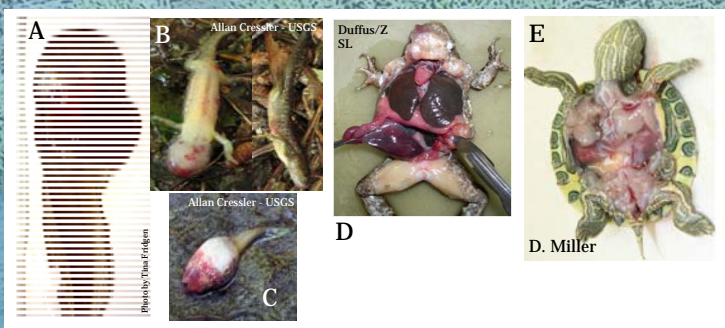 A
Photo by Tina Fridgen
B
Allan Cressler - USGS
Allan Cressler - USGS
C
Duffus/Z
SL
D
E
D. Miller